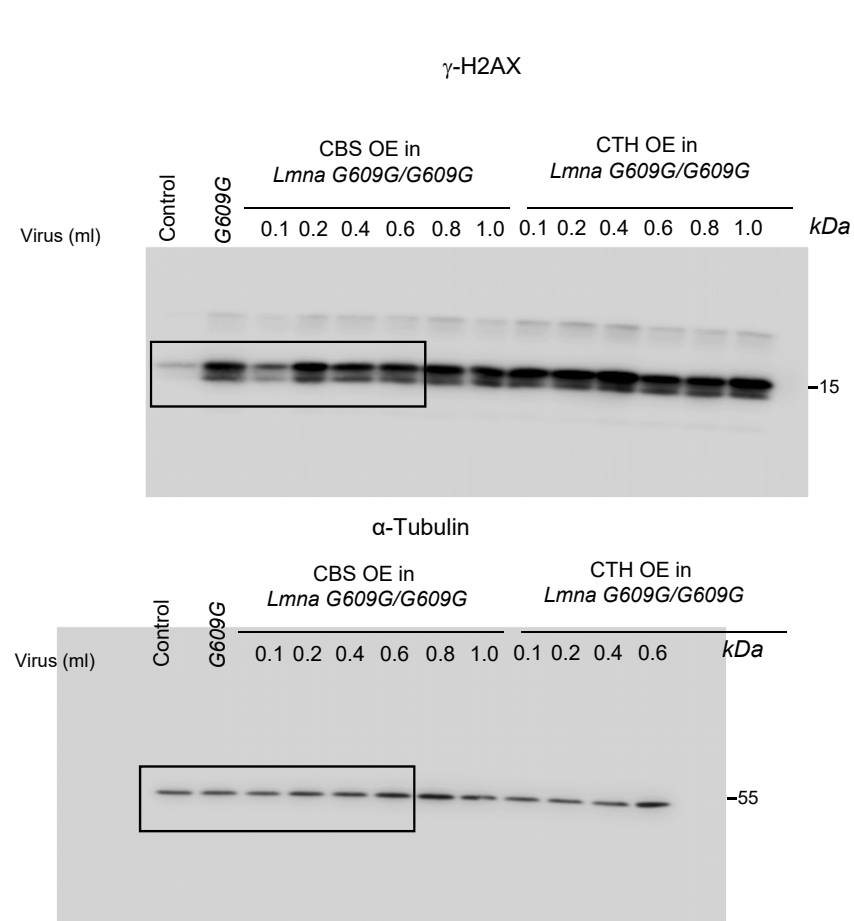 γ-H2AX
CBS OE in
Lmna G609G/G609G
CTH OE in
Lmna G609G/G609G
Control
G609G
Virus (ml)
0.1 0.2 0.4 0.6 0.8 1.0 0.1 0.2 0.4 0.6 0.8 1.0
kDa
15
α-Tubulin
CBS OE in
Lmna G609G/G609G
CTH OE in
Lmna G609G/G609G
Control
G609G
Virus (ml)
0.1 0.2 0.4 0.6 0.8 1.0 0.1 0.2 0.4 0.6
kDa
55